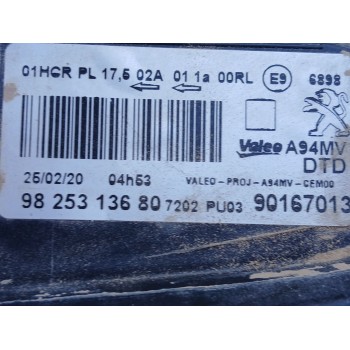 01HCR PL 17,5 02A 01 1a 00RL E9 6898
Valeo A94MV
DTD
25/02/20 04h53 VALEO-PROJ-A94MV-CEM00
98 253 136 80 7202 PU03 90167013